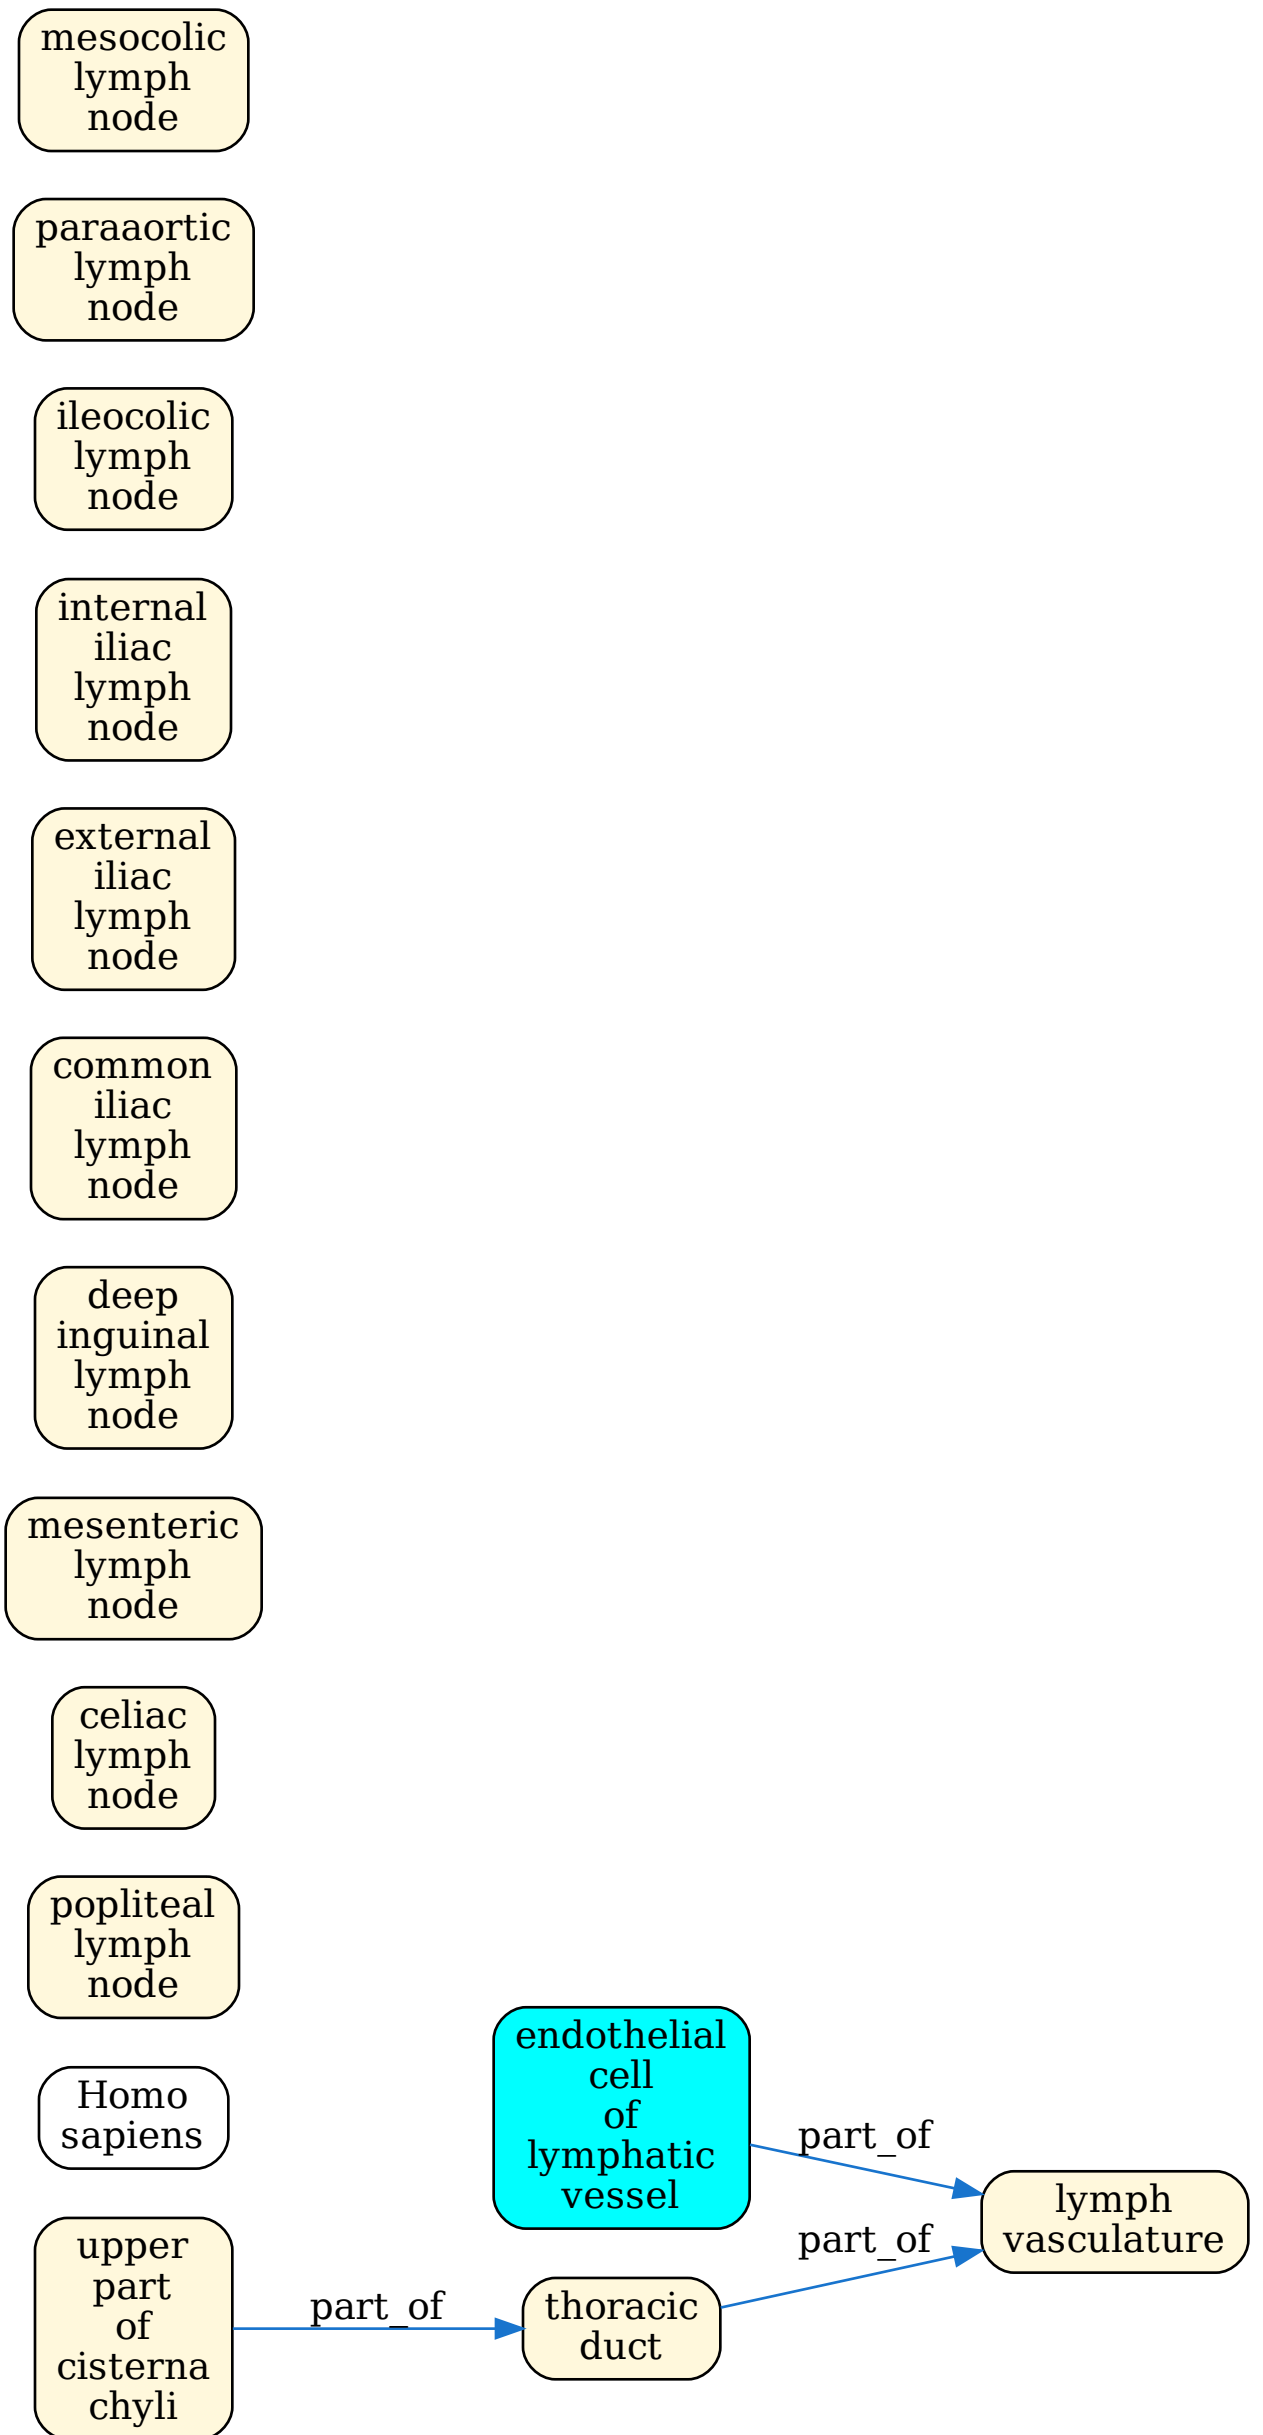 mesocolic
lymph
node
paraaortic
lymph
node
ileocolic
lymph
node
internal
iliac
lymph
node
external
iliac
lymph
node
common
iliac
lymph
node
deep
inguinal
lymph
node
mesenteric
lymph
node
celiac
lymph
node
popliteal
lymph
node
Homo
sapiens
endothelial
cell
of
lymphatic
vessel
part_of
lymph
vasculature
part_of
upper
part
of
cisterna
chyli
part_of
thoracic
duct